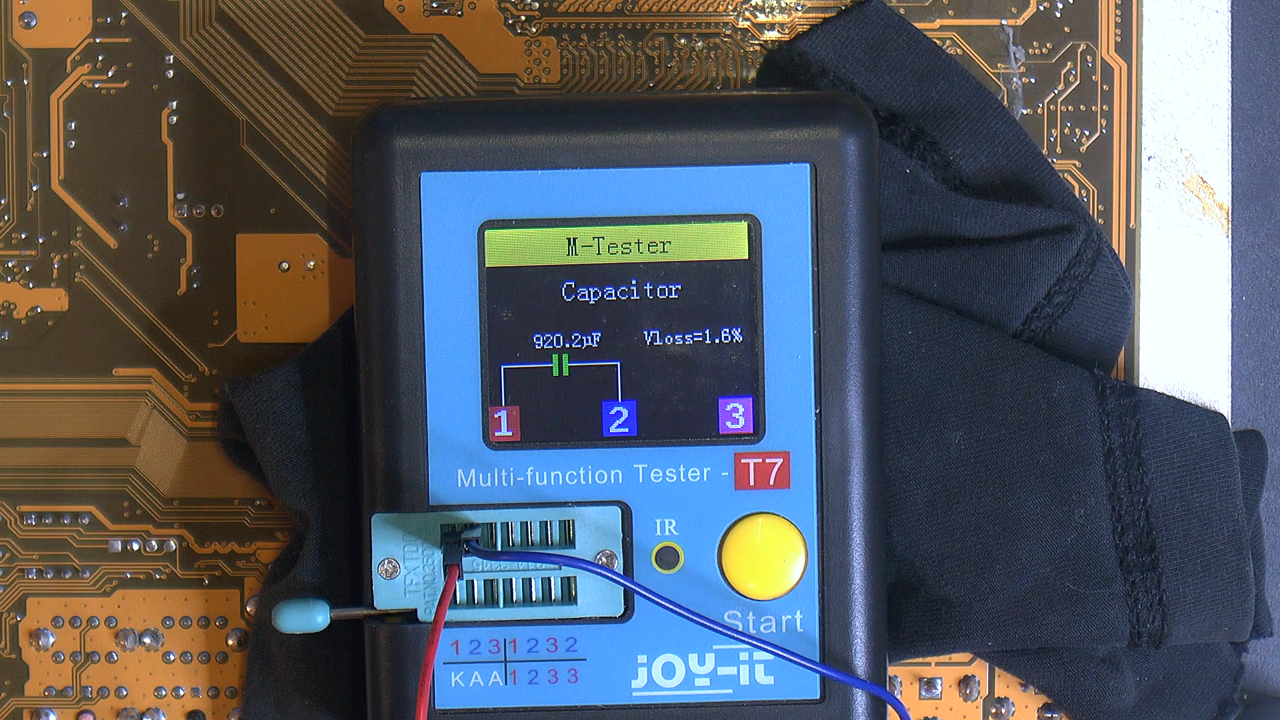 M-Tester
Capacitor
920.2µF Vloss=1.6%
1 2 3
Multi-function Tester - T7
IR
Start
1 2 3 1 2 3 2
K A A 1 2 3 3
JOY-iT